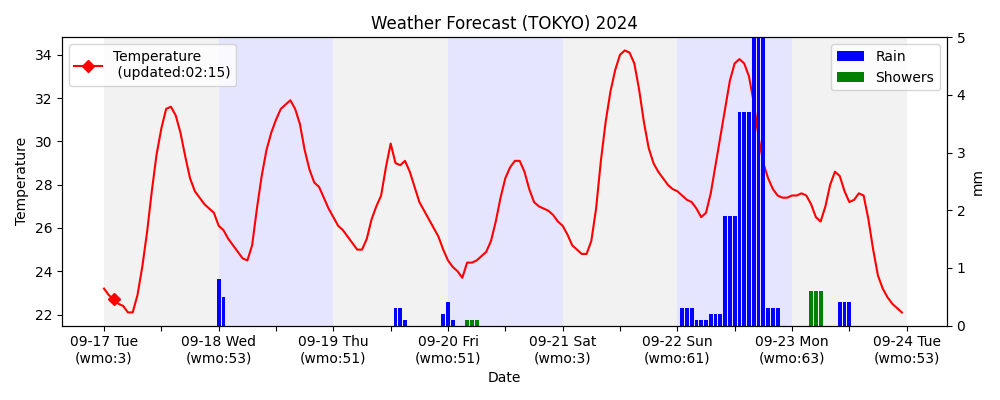 Weather Forecast (TOKYO) 2024
Temperature
(updated:02:15)
Rain
Showers
34
32
30
28
26
24
22
Temperature
5
4
3
2
1
0
mm
09-17 Tue
(wmo:3)
09-18 Wed
(wmo:53)
09-19 Thu
(wmo:51)
09-20 Fri
(wmo:51)
09-21 Sat
(wmo:3)
09-22 Sun
(wmo:61)
09-23 Mon
(wmo:63)
09-24 Tue
(wmo:53)
Date